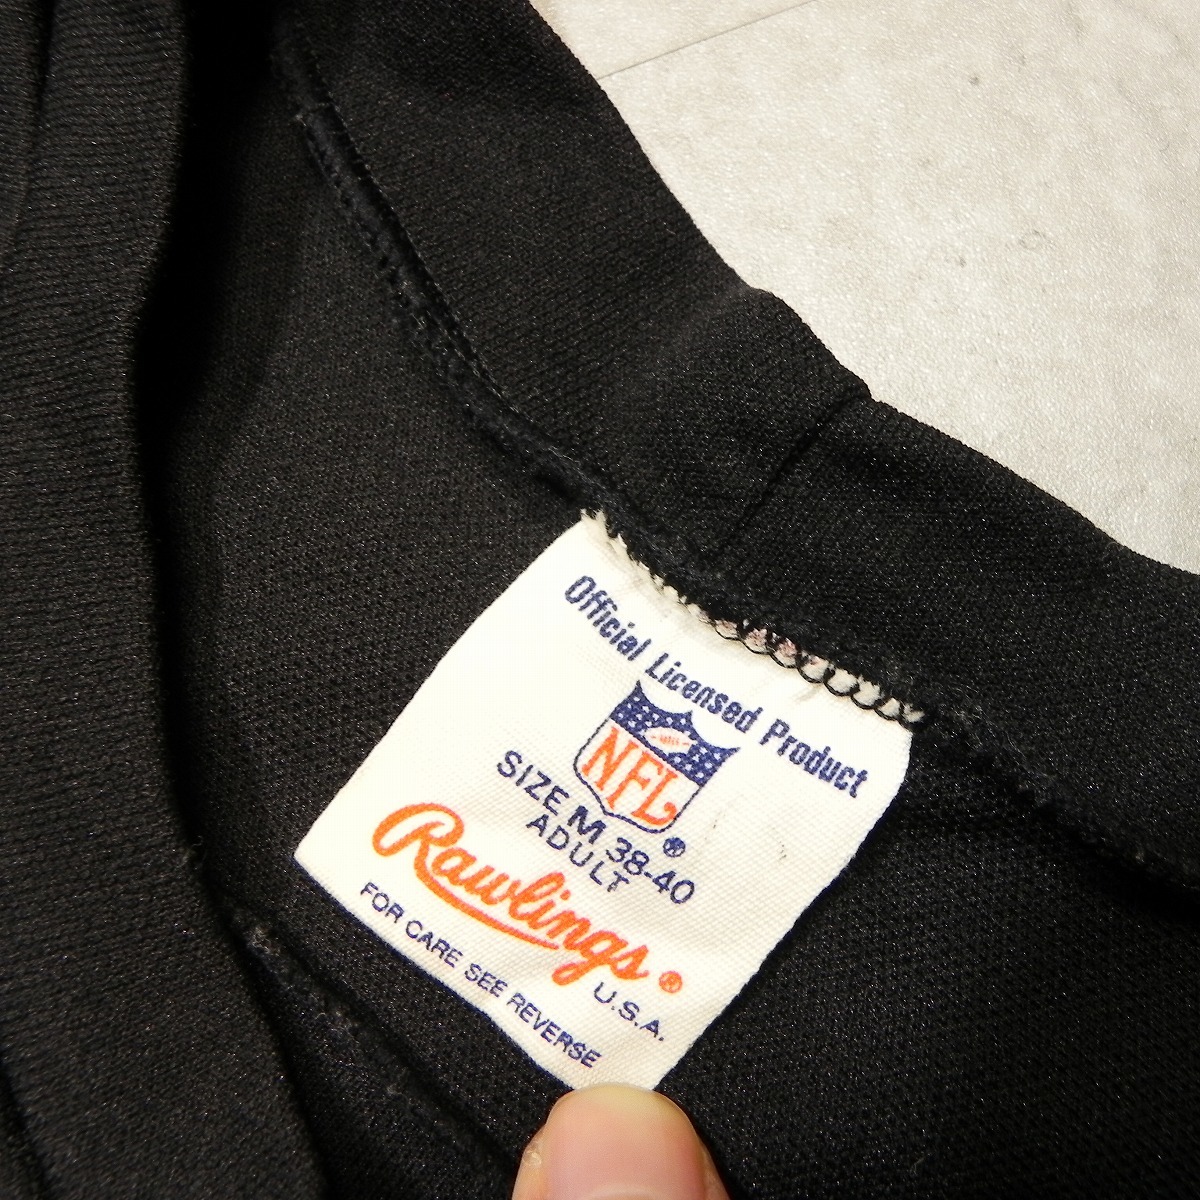 Official Licensed Product
NFL®
SIZE M 38-40
ADULT
Rawlings®
U.S.A.
FOR CARE SEE REVERSE